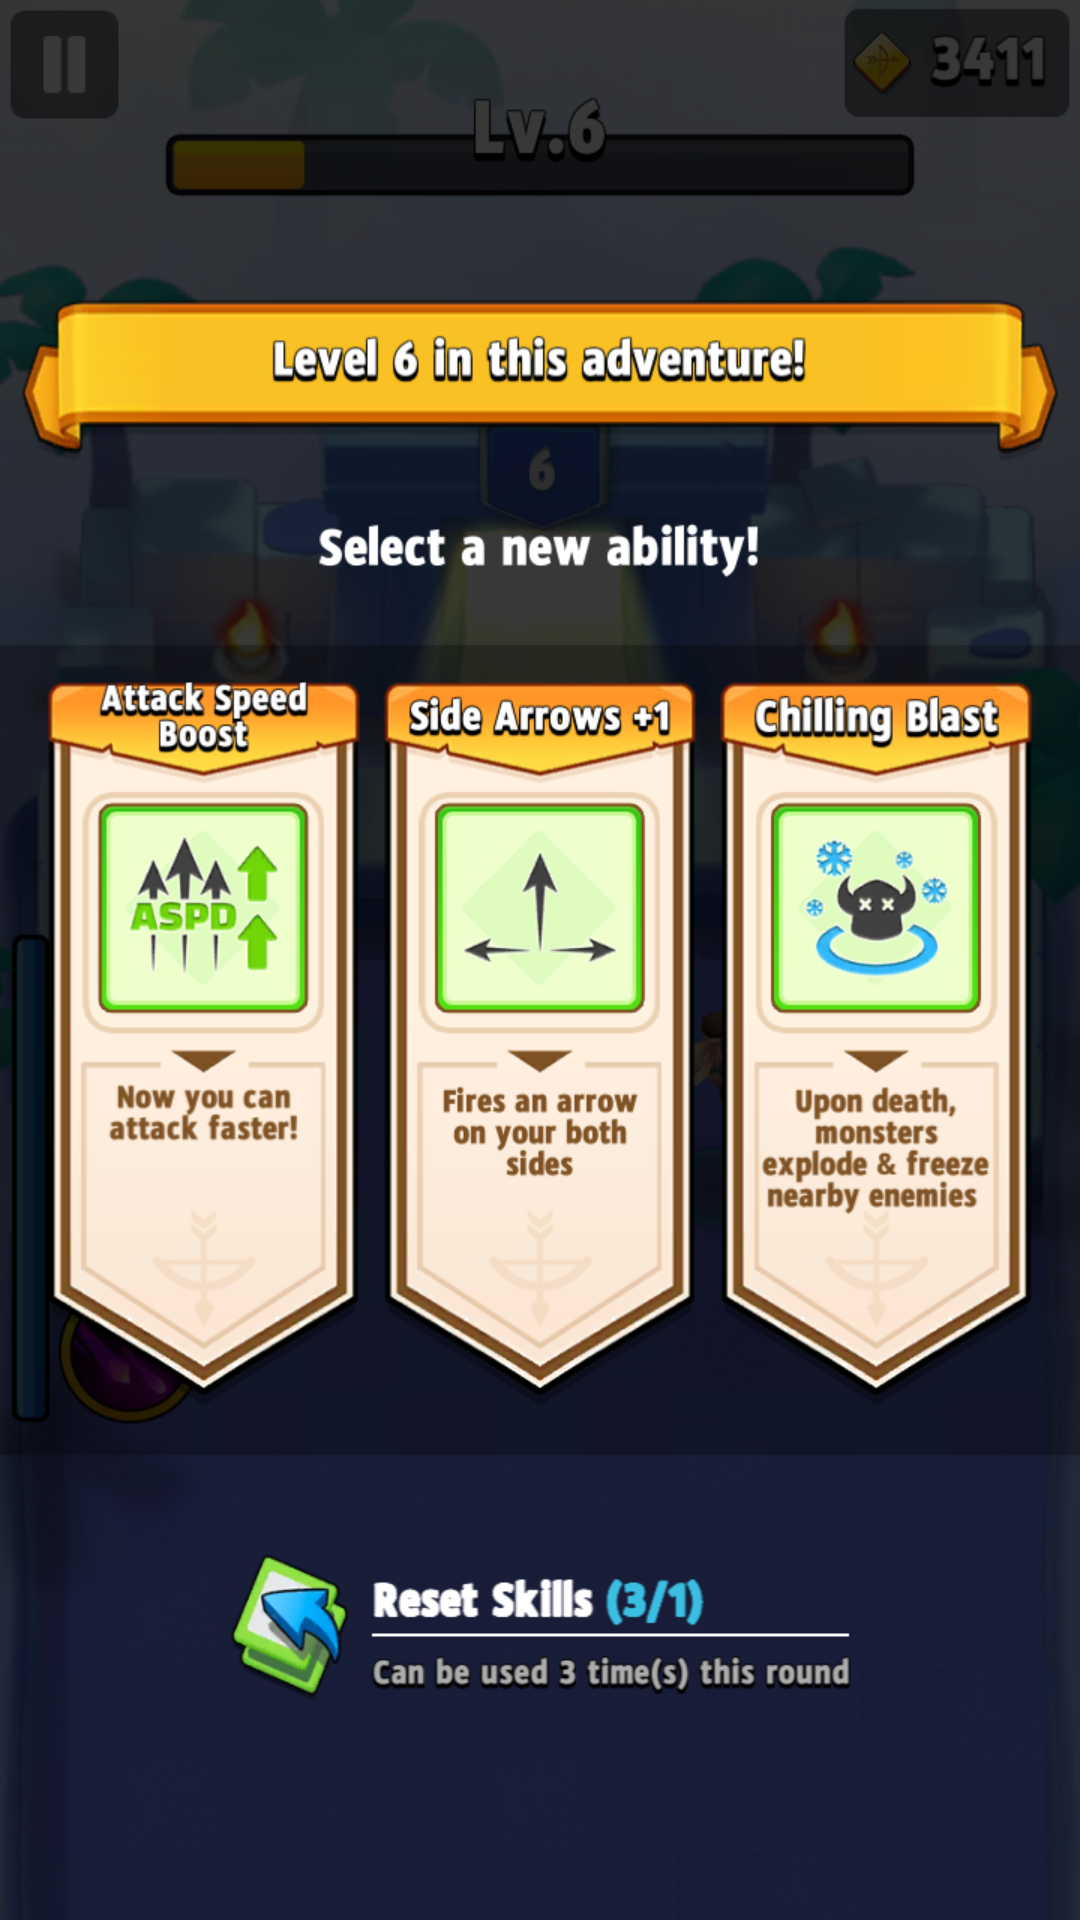 3411
Lv.6
Level 6 in this adventure!
6
Select a new ability!
Attack Speed
Boost
ASPD
Now you can
attack faster!
Side Arrows +1
Fires an arrow
on your both
sides
Chilling Blast
Upon death,
monsters
explode & freeze
nearby enemies
Reset Skills (3/1)
Can be used 3 time(s) this round